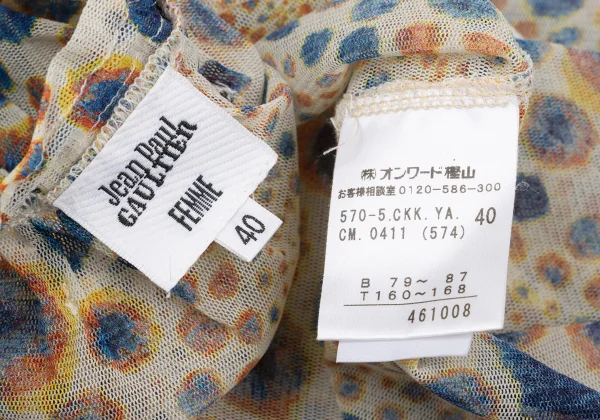 Jean Paul
GAULTIER
FEMME
40
㈱ オンワード樫山
お客様相談室 0120-586-300
570-5.CKK.YA. 40
CM. 0411 (574)
B 79～ 87
T160～168
461008